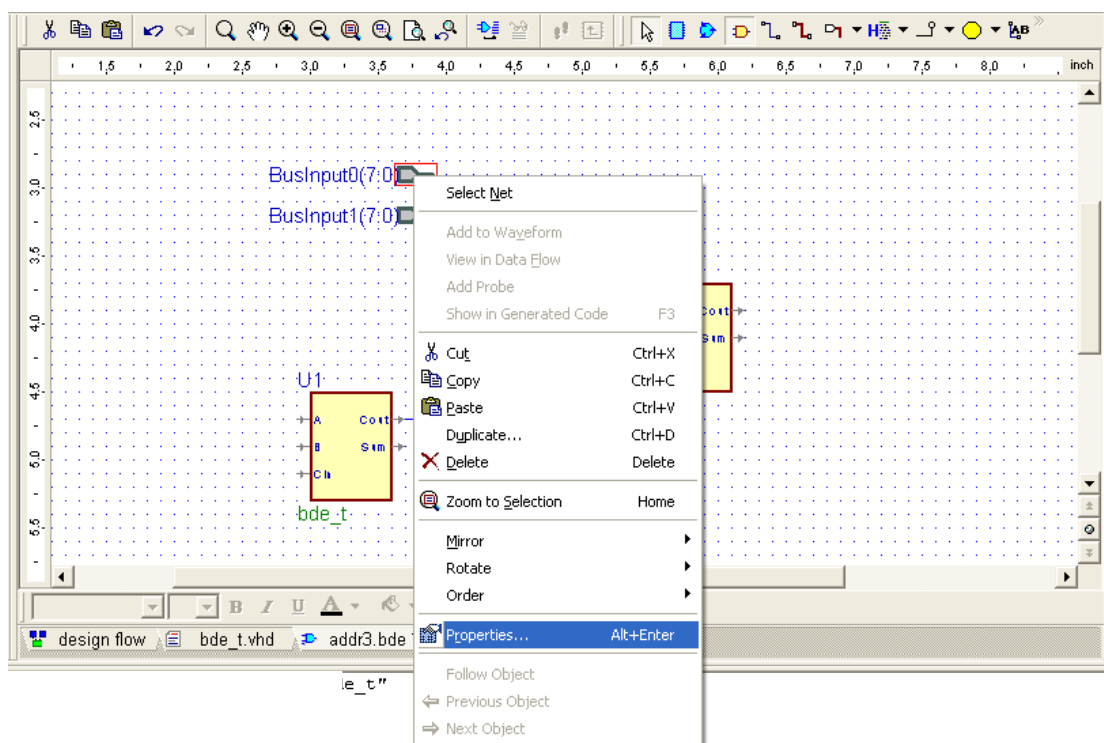 AB
1,5 2,0 2,5 3,0 3,5 4,0 4,5 5,0 5,5 6,0 6,5 7,0 7,5 8,0 inch
2,5
3,0
3,5
4,0
4,5
5,0
5,5
BusInput0(7:0)
BusInput1(7:0)
Cout
Sum
U1
A Cout
B Sum
Cin
bde_t
Select Net
Add to Waveform
View in Data Flow
Add Probe
Show in Generated Code F3
Cut Ctrl+X
Copy Ctrl+C
Paste Ctrl+V
Duplicate... Ctrl+D
Delete Delete
Zoom to Selection Home
Mirror
Rotate
Order
Properties... Alt+Enter
Follow Object
Previous Object
Next Object
B I U A
design flow bde_t.vhd addr3.bde
e_t"